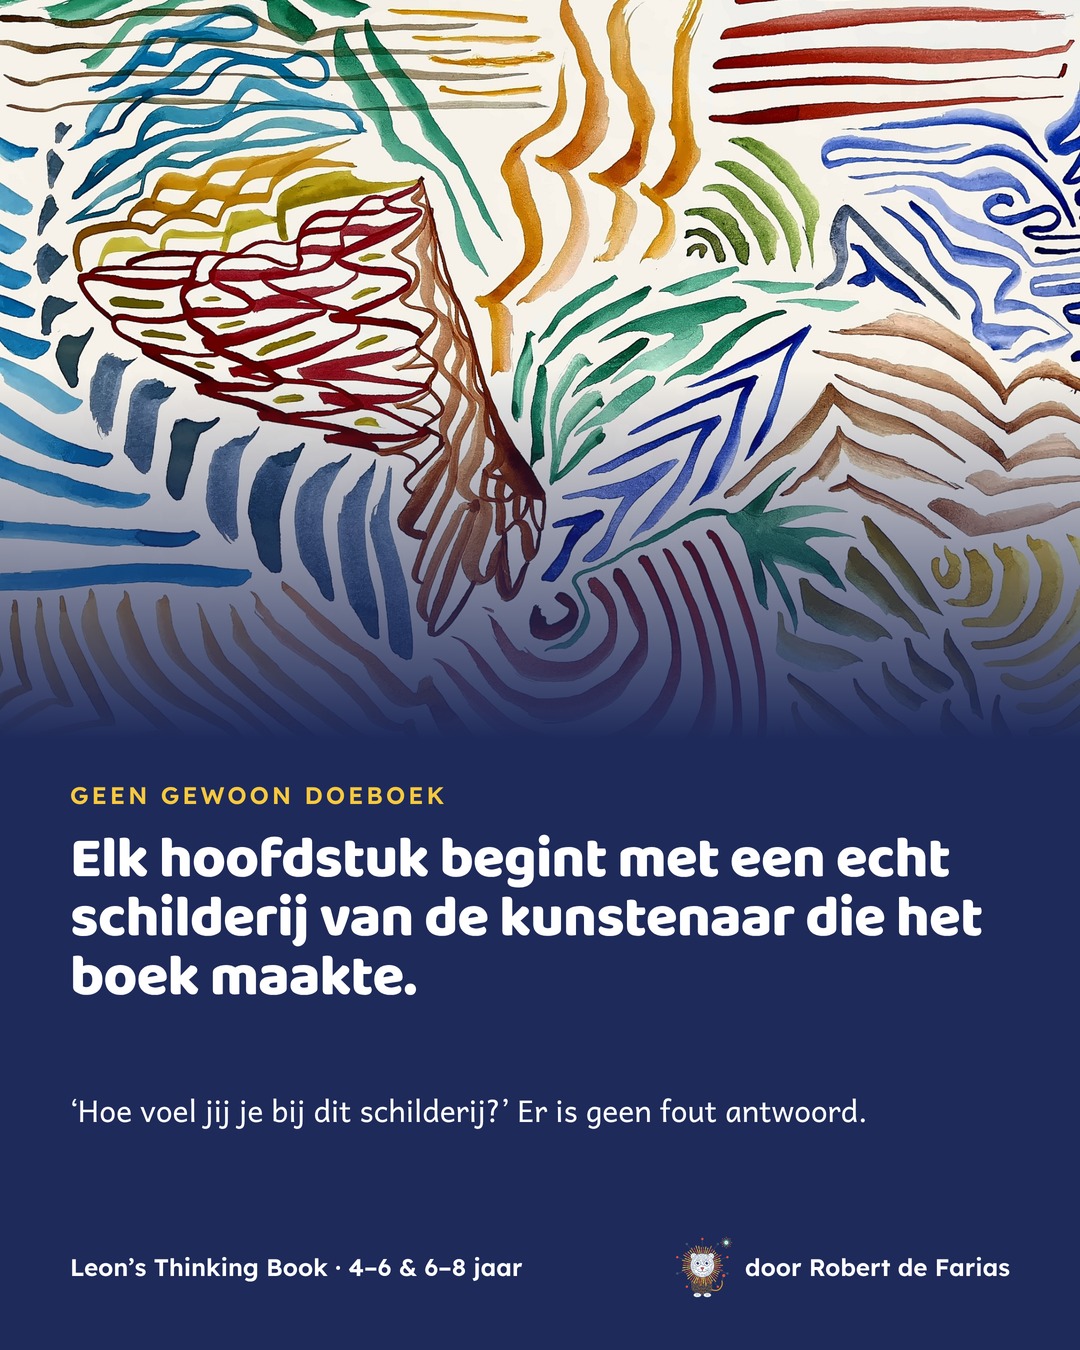 GEEN GEWOON DOEBOEK
Elk hoofdstuk begint met een echt
schilderij van de kunstenaar die het
boek maakte.
‘Hoe voel jij je bij dit schilderij?’ Er is geen fout antwoord.
Leon’s Thinking Book · 4–6 & 6–8 jaar
door Robert de Farias